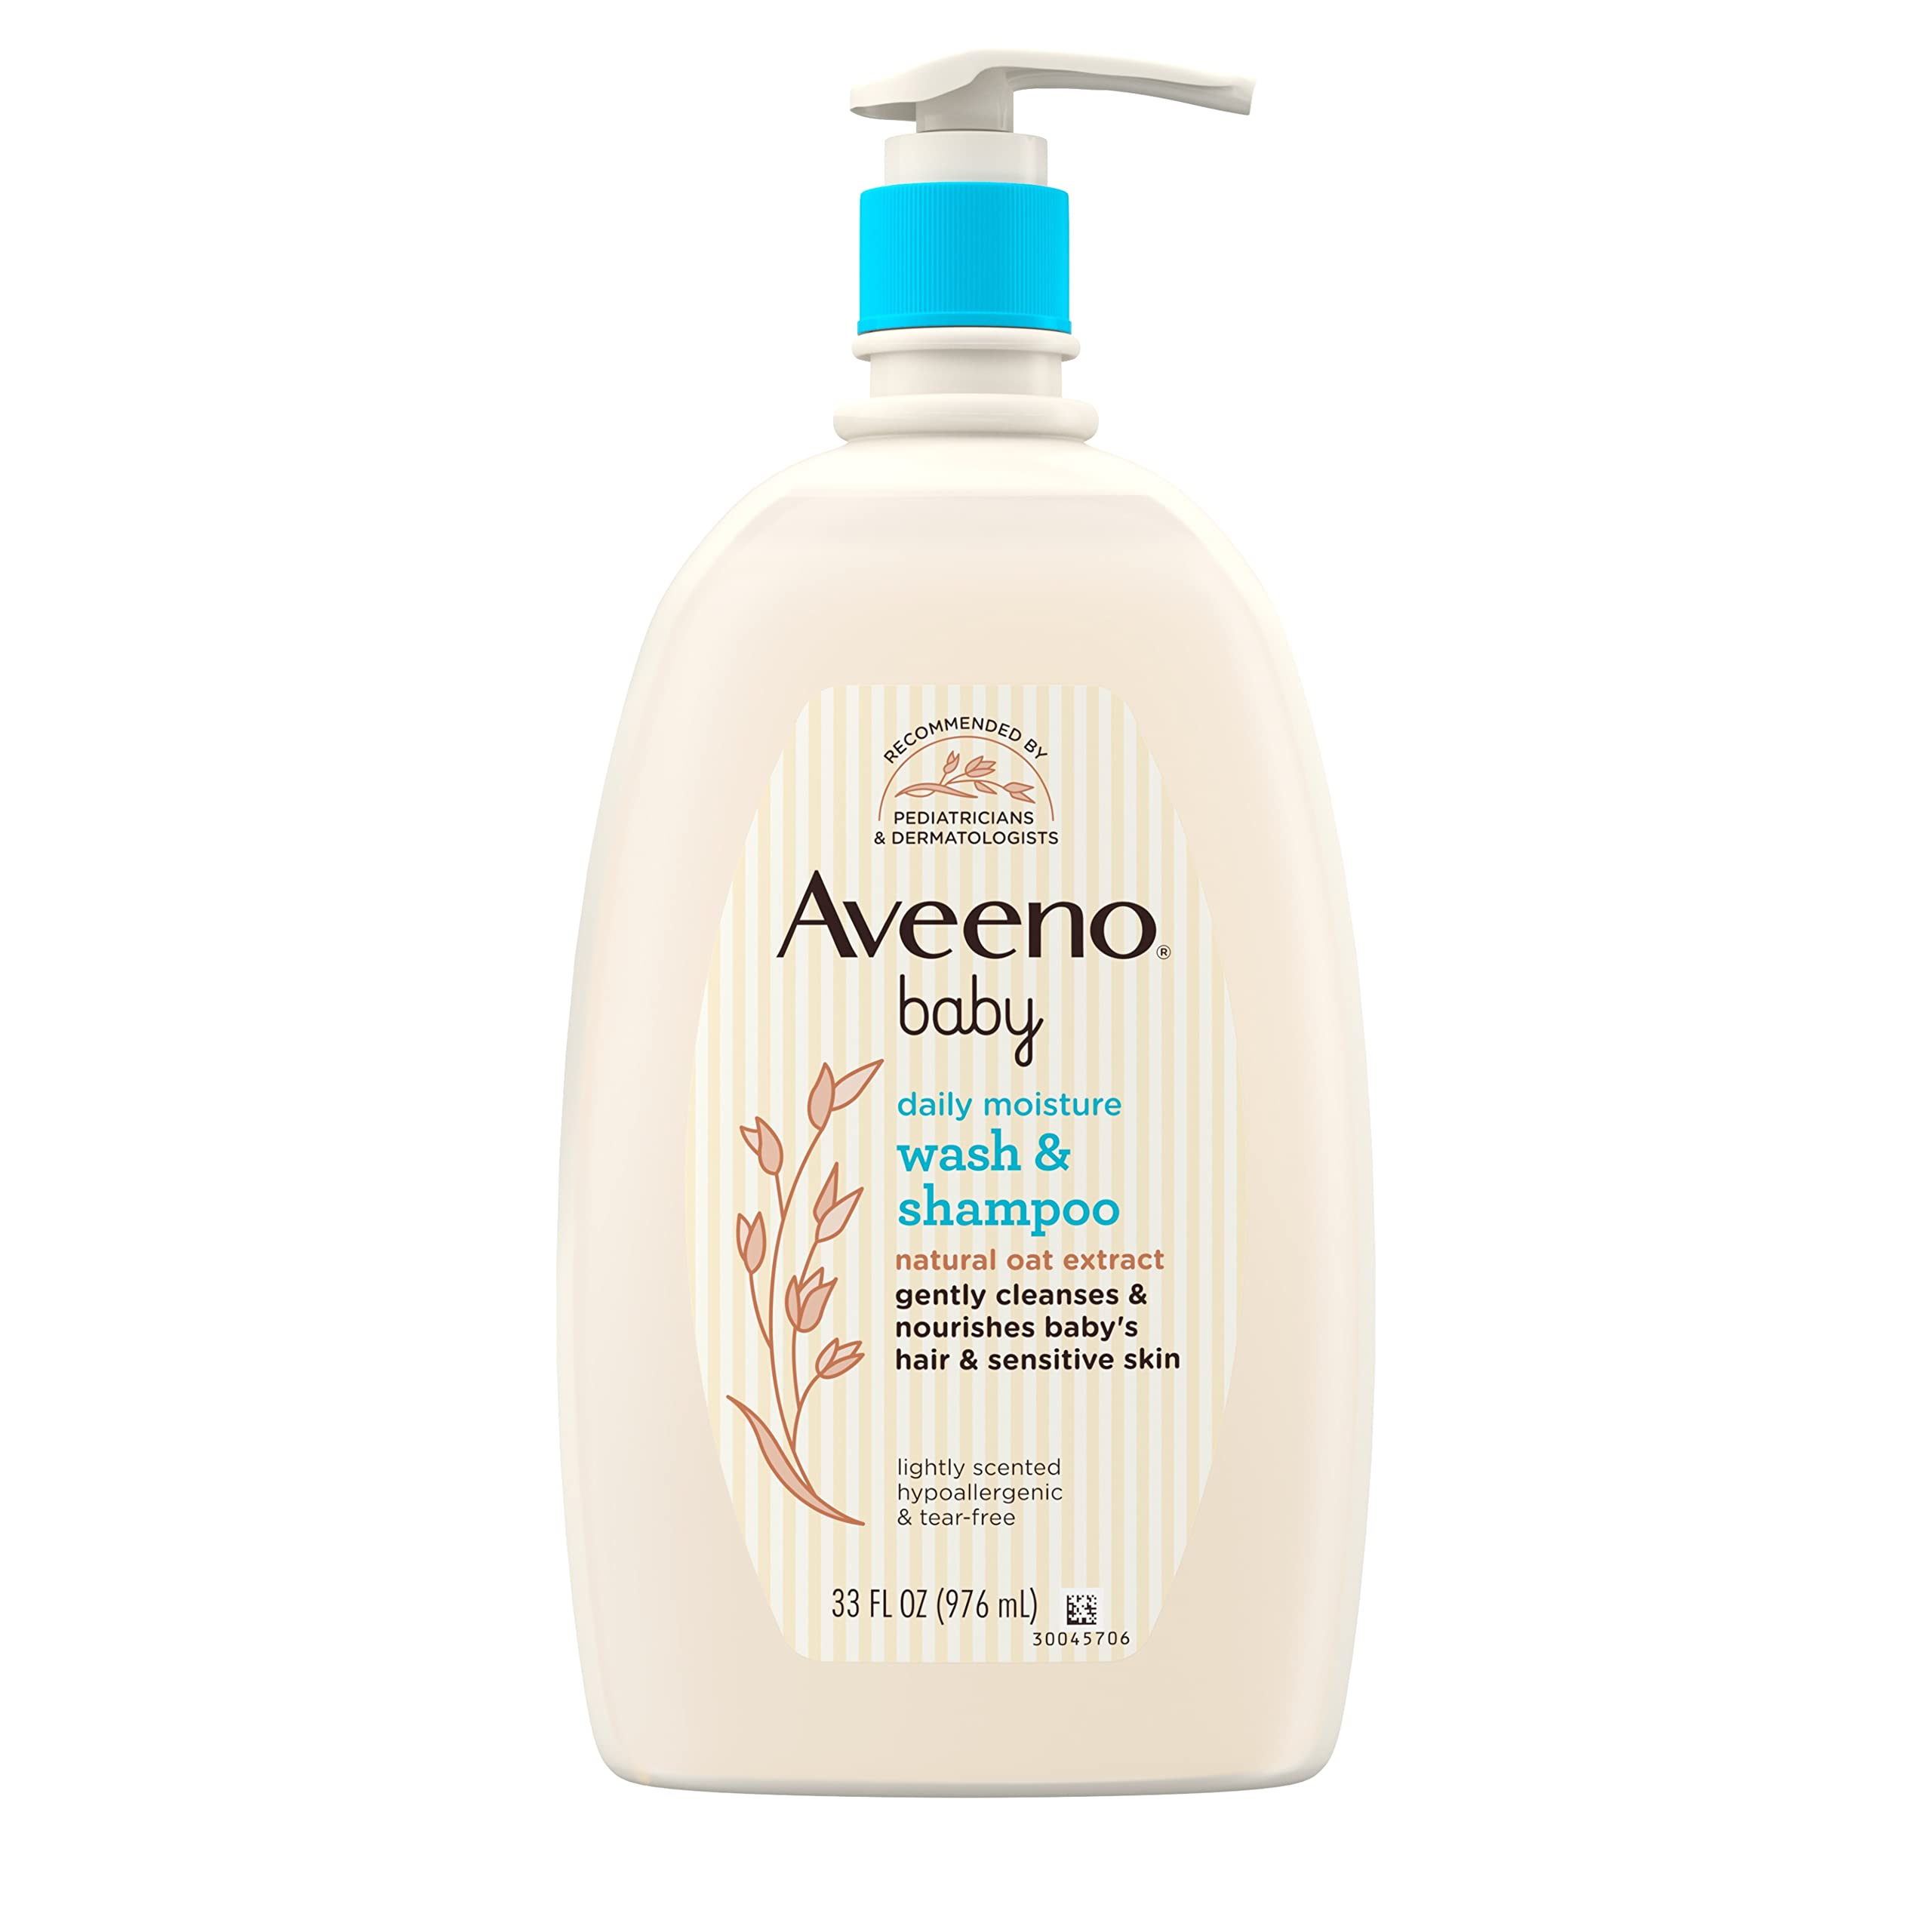 RECOMMENDED BY
PEDIATRICIANS
& DERMATOLOGISTS
Aveeno®
baby
daily moisture
wash &
shampoo
natural oat extract
gently cleanses &
nourishes baby's
hair & sensitive skin
lightly scented
hypoallergenic
& tear-free
33 FL OZ (976 mL)
30045706